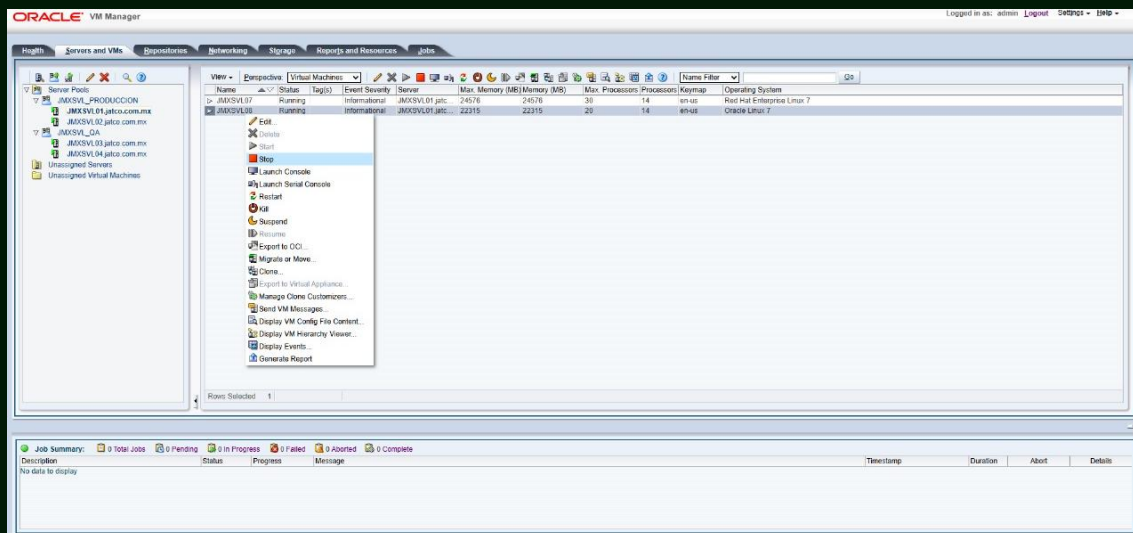 ORACLE VM Manager
Logged in as: admin Logout Settings Help
Health Servers and VMs Repositories Networking Storage Reports and Resources Jobs
View Perspective: Virtual Machines Name Filter Go
Server Pools
JMXSVL_PRODUCCION
JMXSVL01.jatco.com.mx
JMXSVL02.jatco.com.mx
JMXSVL_QA
JMXSVL03.jatco.com.mx
JMXSVL04.jatco.com.mx
Unassigned Servers
Unassigned Virtual Machines
Name Status Tag(s) Event Severity Server Max. Memory (MB) Memory (MB) Max. Processors Processors Keymap Operating System
JMXSVL07 Running Informational JMXSVL01.jatc... 24576 24576 30 14 en-us Red Hat Enterprise Linux 7
JMXSVL08 Running Informational JMXSVL01.jatc... 22315 22315 20 14 en-us Oracle Linux 7
Edit...
Delete
Start
Stop
Launch Console
Launch Serial Console
Restart
Kill
Suspend
Resume
Export to OCI...
Migrate or Move...
Clone...
Export to Virtual Appliance...
Manage Clone Customizers...
Send VM Messages...
Display VM Config File Content...
Display VM Hierarchy Viewer...
Display Events...
Generate Report
Rows Selected 1
Job Summary: 0 Total Jobs 0 Pending 0 In Progress 0 Failed 0 Aborted 0 Complete
Description Status Progress Message Timestamp Duration Abort Details
No data to display